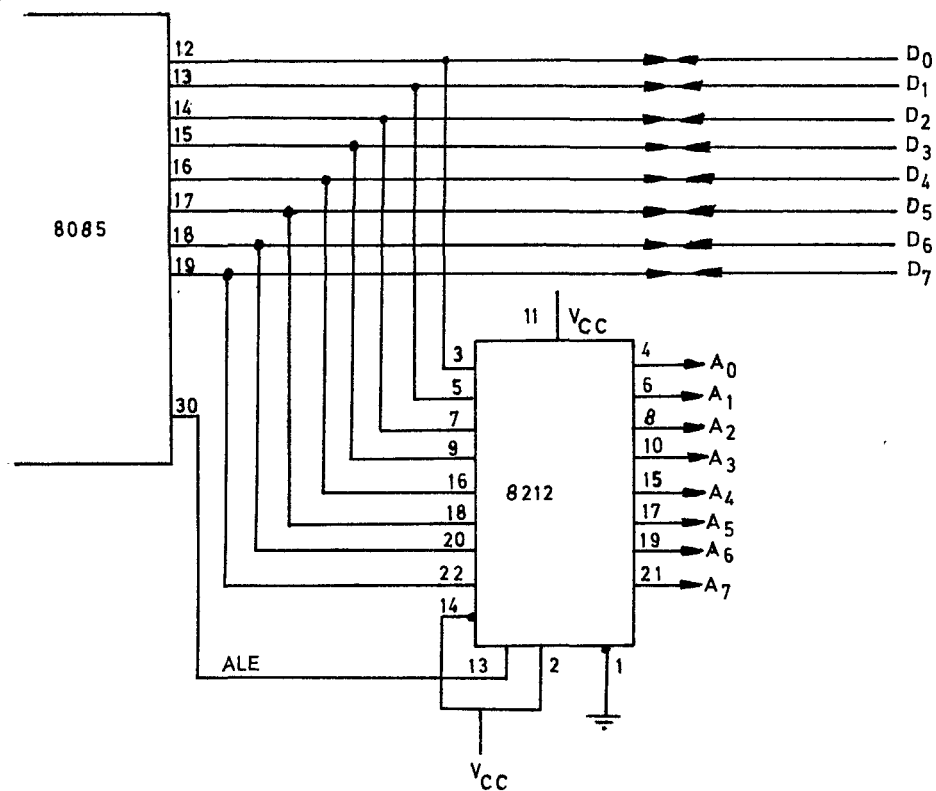 12 D0
13 D1
14 D2
15 D3
16 D4
17 D5
18 D6
19 D7
8085
11 VCC
3 4 A0
5 6 A1
7 8 A2
30
9 10 A3
16 8212 15 A4
18 17 A5
20 19 A6
22 21 A7
14
ALE 13 2 1
VCC